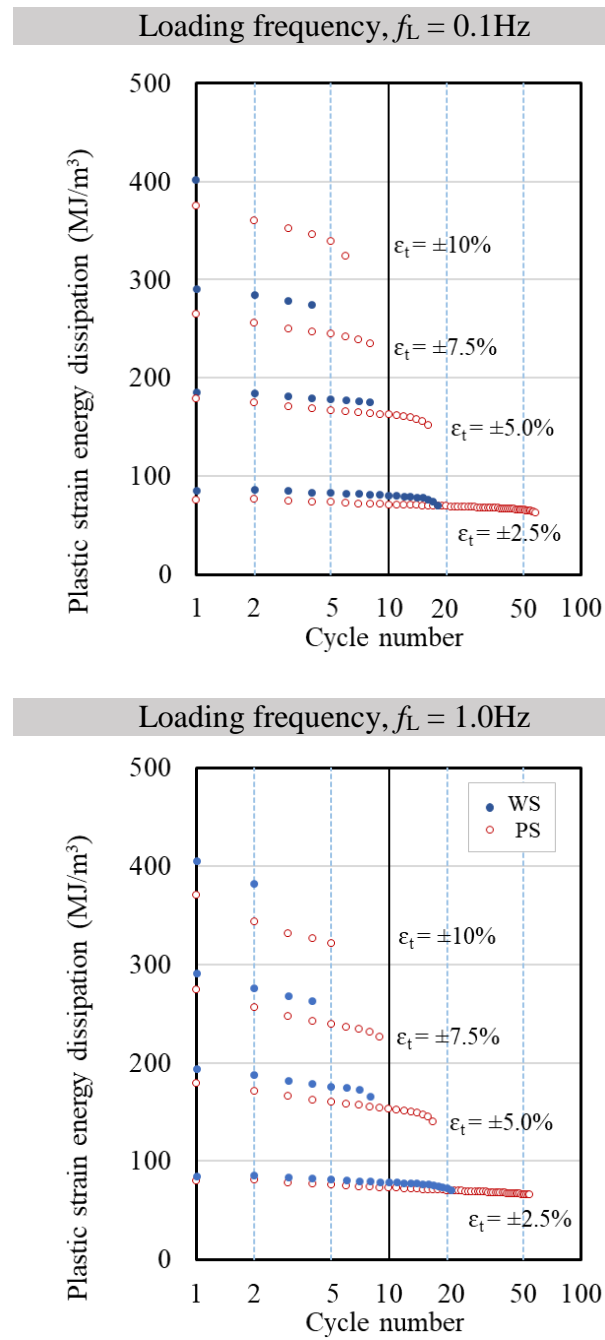 Loading frequency, fL = 0.1Hz
500
400
300
200
100
0
Plastic strain energy dissipation (MJ/m³)
εt = ±10%
εt = ±7.5%
εt = ±5.0%
εt = ±2.5%
1 2 5 10 20 50 100
Cycle number
Loading frequency, fL = 1.0Hz
500
400
300
200
100
0
Plastic strain energy dissipation (MJ/m³)
WS
PS
εt = ±10%
εt = ±7.5%
εt = ±5.0%
εt = ±2.5%
1 2 5 10 20 50 100
Cycle number